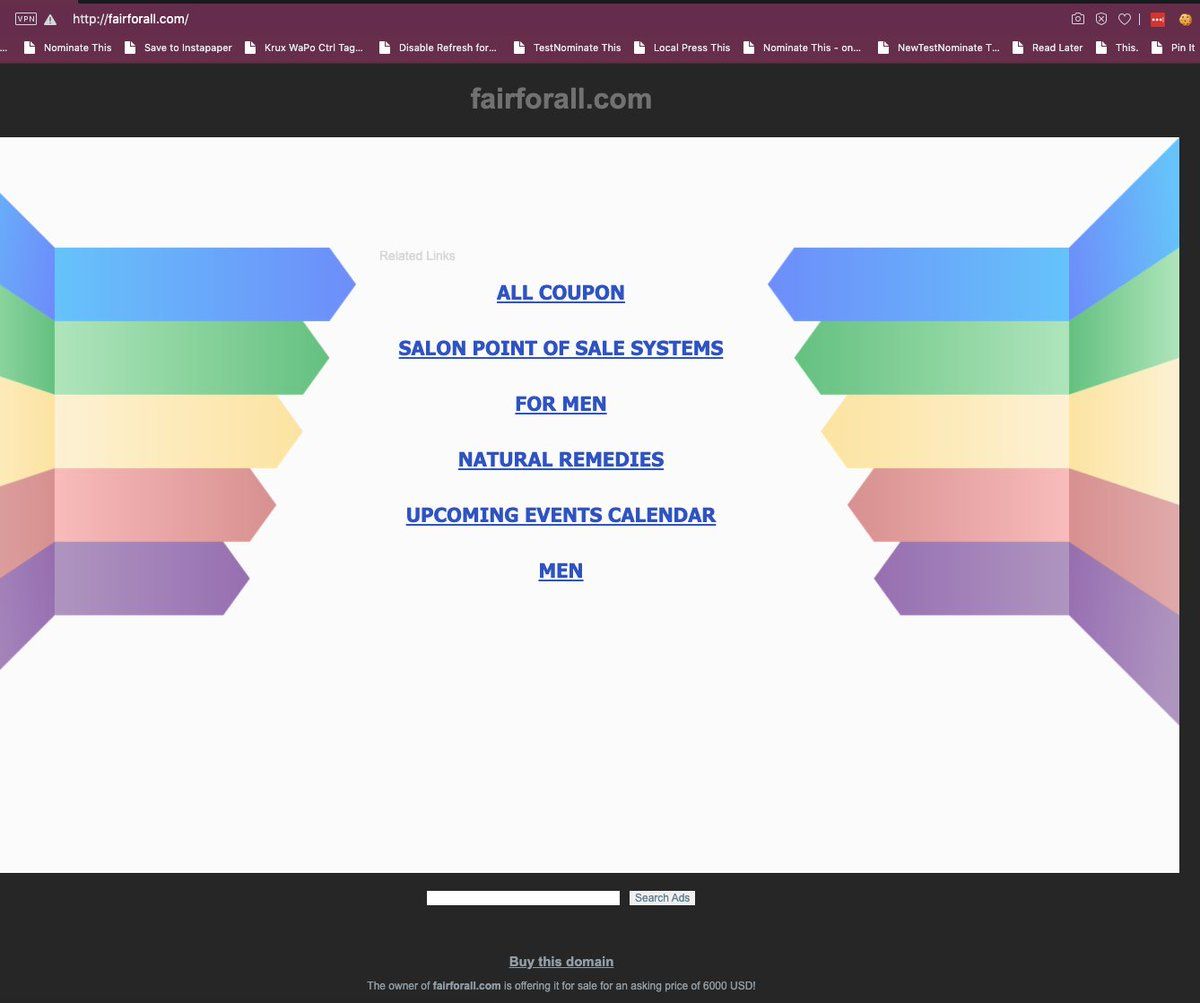 VPN http://fairforall.com/
... Nominate This Save to Instapaper Krux WaPo Ctrl Tag... Disable Refresh for... TestNominate This Local Press This Nominate This - on... NewTestNominate T... Read Later This. Pin It
fairforall.com
Related Links
ALL COUPON
SALON POINT OF SALE SYSTEMS
FOR MEN
NATURAL REMEDIES
UPCOMING EVENTS CALENDAR
MEN
Search Ads
Buy this domain
The owner of fairforall.com is offering it for sale for an asking price of 6000 USD!